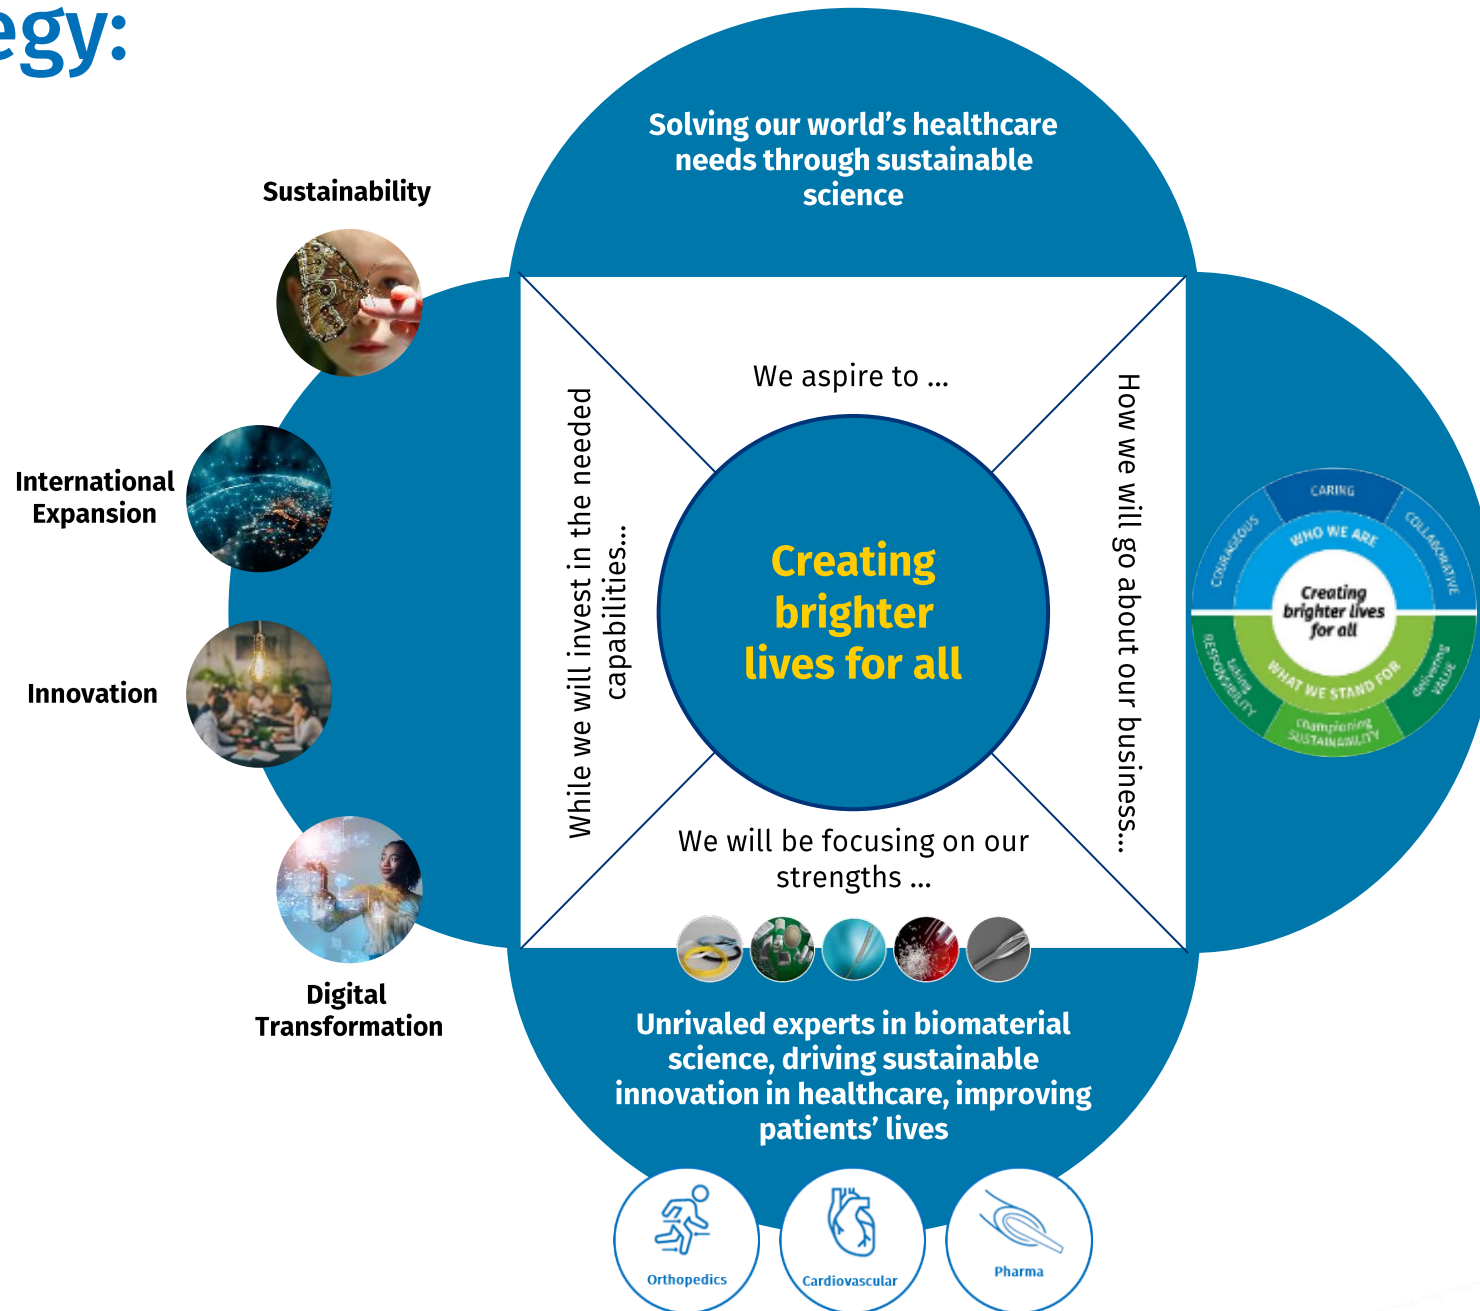 egy:
Solving our world's healthcare
needs through sustainable
science
Sustainability
International
Expansion
Innovation
Digital
Transformation
We aspire to ...
While we will invest in the needed
capabilities...
Creating
brighter
lives for all
How we will go about our business...
We will be focusing on our
strengths ...
CARING
COURAGEOUS
COLLABORATIVE
WHO WE ARE
Creating
brighter lives
for all
WHAT WE STAND FOR
taking
RESPONSIBILITY
championing
SUSTAINABILITY
delivering
VALUE
Unrivaled experts in biomaterial
science, driving sustainable
innovation in healthcare, improving
patients' lives
Orthopedics
Cardiovascular
Pharma